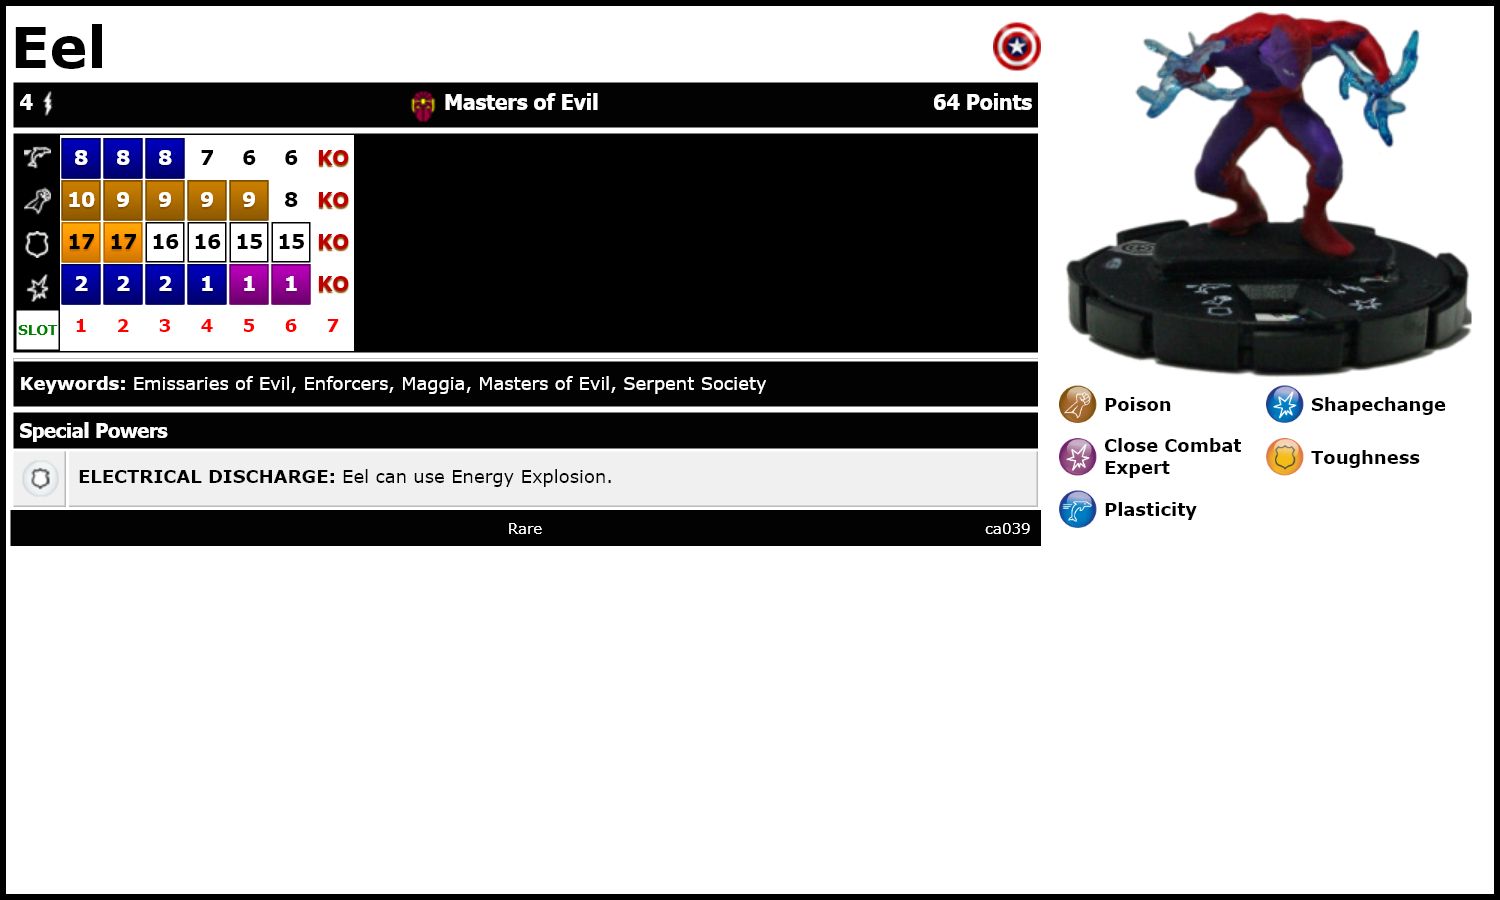 Eel
4 Masters of Evil 64 Points
8 8 8 7 6 6 KO
10 9 9 9 9 8 KO
17 17 16 16 15 15 KO
2 2 2 1 1 1 KO
SLOT 1 2 3 4 5 6 7
Keywords: Emissaries of Evil, Enforcers, Maggia, Masters of Evil, Serpent Society
Special Powers
ELECTRICAL DISCHARGE: Eel can use Energy Explosion.
Rare ca039
Poison Shapechange
Close Combat
Expert
Toughness
Plasticity